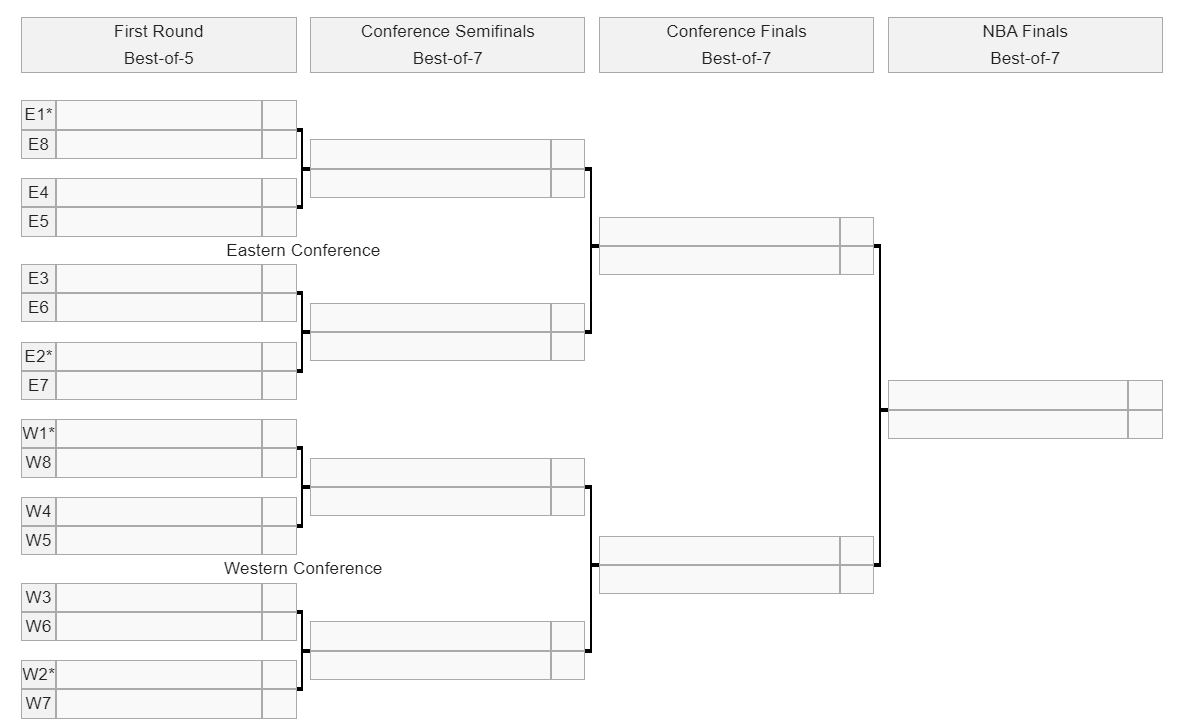 First Round
Best-of-5
Conference Semifinals
Best-of-7
Conference Finals
Best-of-7
NBA Finals
Best-of-7
E1*
E8
E4
E5
Eastern Conference
E3
E6
E2*
E7
W1*
W8
W4
W5
Western Conference
W3
W6
W2*
W7